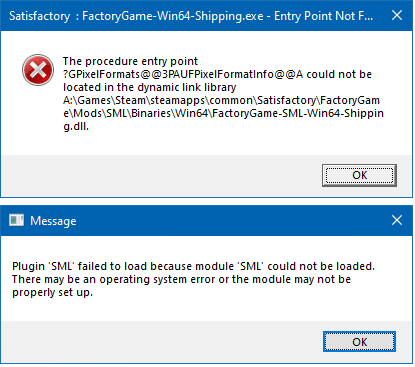 Satisfactory : FactoryGame-Win64-Shipping.exe - Entry Point Not F...
The procedure entry point
?GPixelFormats@@3PAUFPixelFormatInfo@@A could not be
located in the dynamic link library
A:\Games\Steam\steamapps\common\Satisfactory\FactoryGam
e\Mods\SML\Binaries\Win64\FactoryGame-SML-Win64-Shippin
g.dll.
OK
Message
Plugin 'SML' failed to load because module 'SML' could not be loaded.
There may be an operating system error or the module may not be
properly set up.
OK